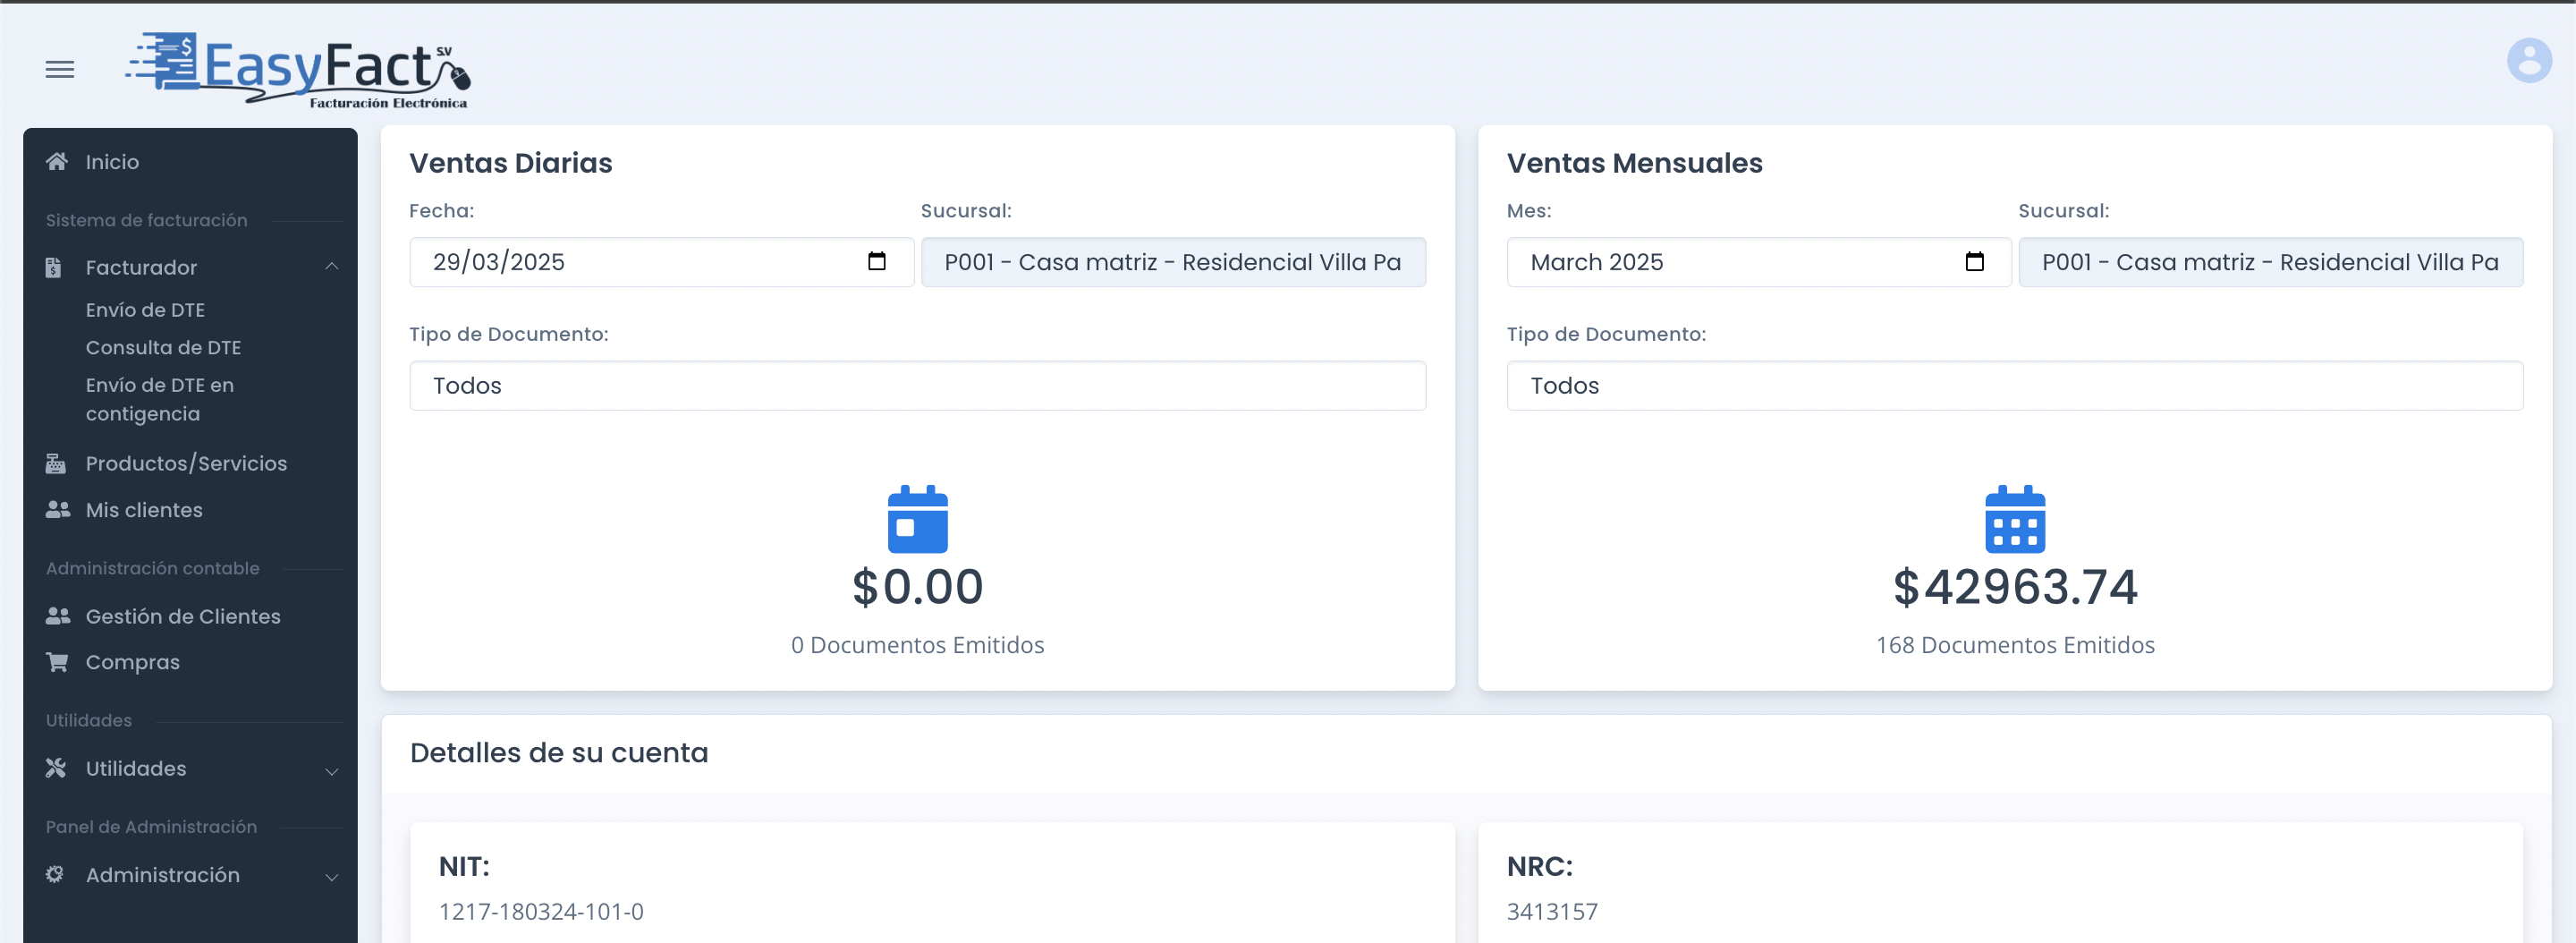 EasyFact S.V
Facturación Electrónica
Inicio
Sistema de facturación
Facturador
Envío de DTE
Consulta de DTE
Envío de DTE en
contigencia
Productos/Servicios
Mis clientes
Administración contable
Gestión de Clientes
Compras
Utilidades
Utilidades
Panel de Administración
Administración
Ventas Diarias
Fecha:
Sucursal:
29/03/2025
P001 - Casa matriz - Residencial Villa Pa
Tipo de Documento:
Todos
$0.00
0 Documentos Emitidos
Ventas Mensuales
Mes:
Sucursal:
March 2025
P001 - Casa matriz - Residencial Villa Pa
Tipo de Documento:
Todos
$42963.74
168 Documentos Emitidos
Detalles de su cuenta
NIT:
1217-180324-101-0
NRC:
3413157